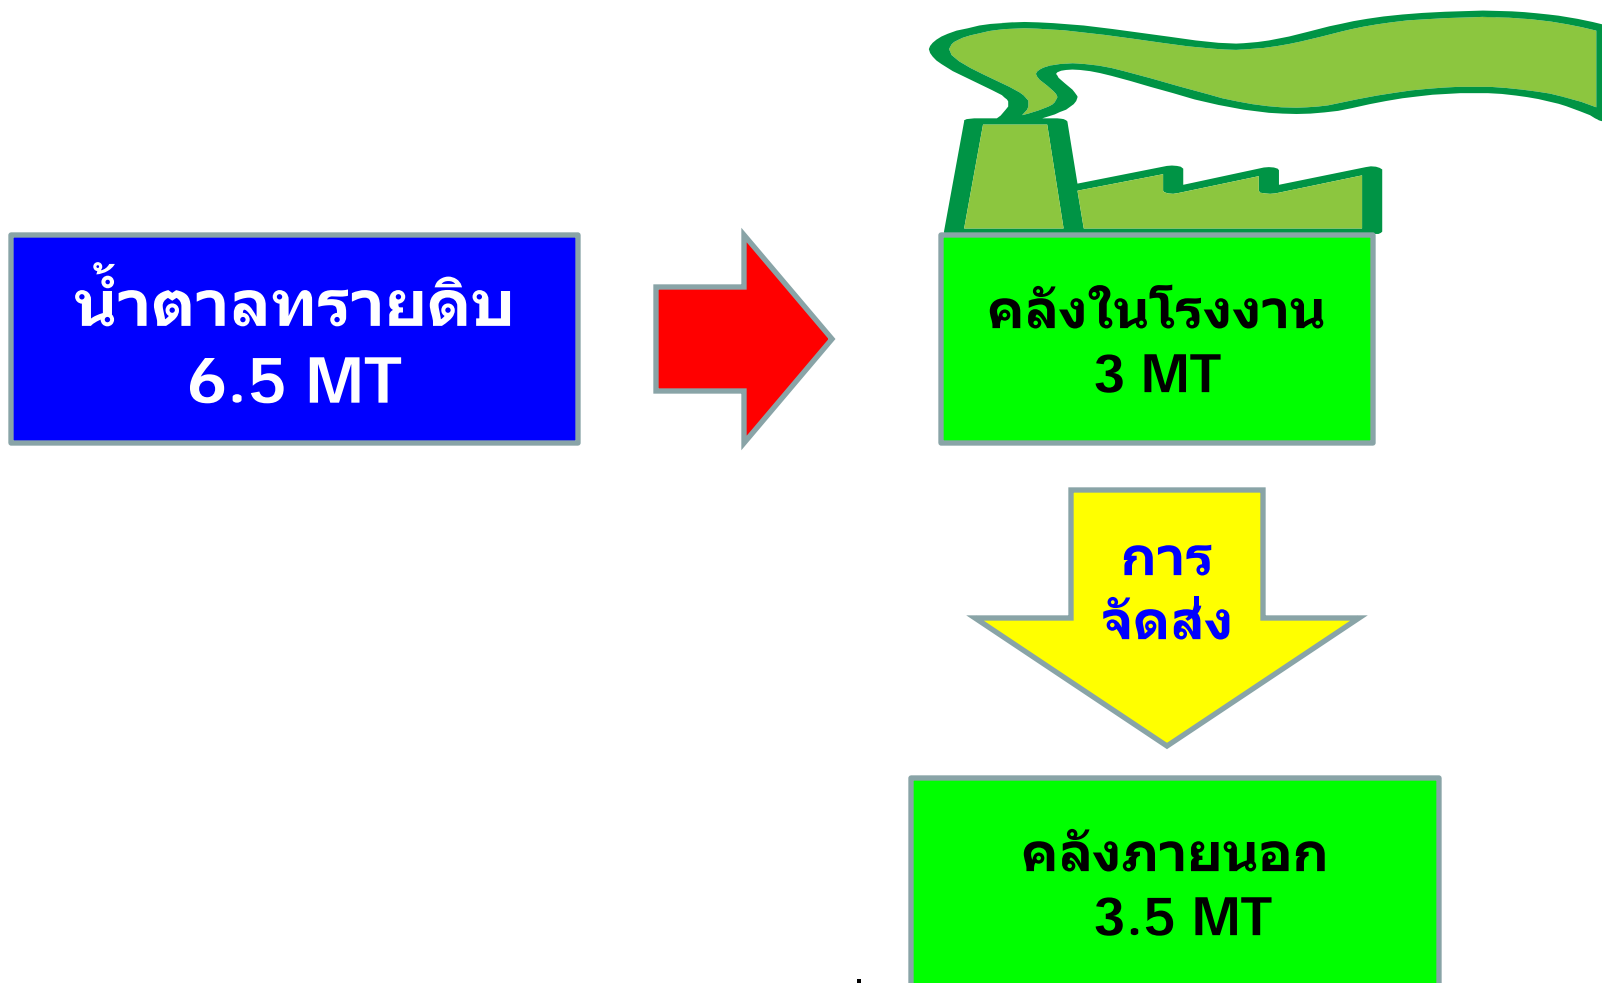 น้ำตาลทรายดิบ
6.5 MT
คลังในโรงงาน
3 MT
การ
จัดส่ง
คลังภายนอก
3.5 MT